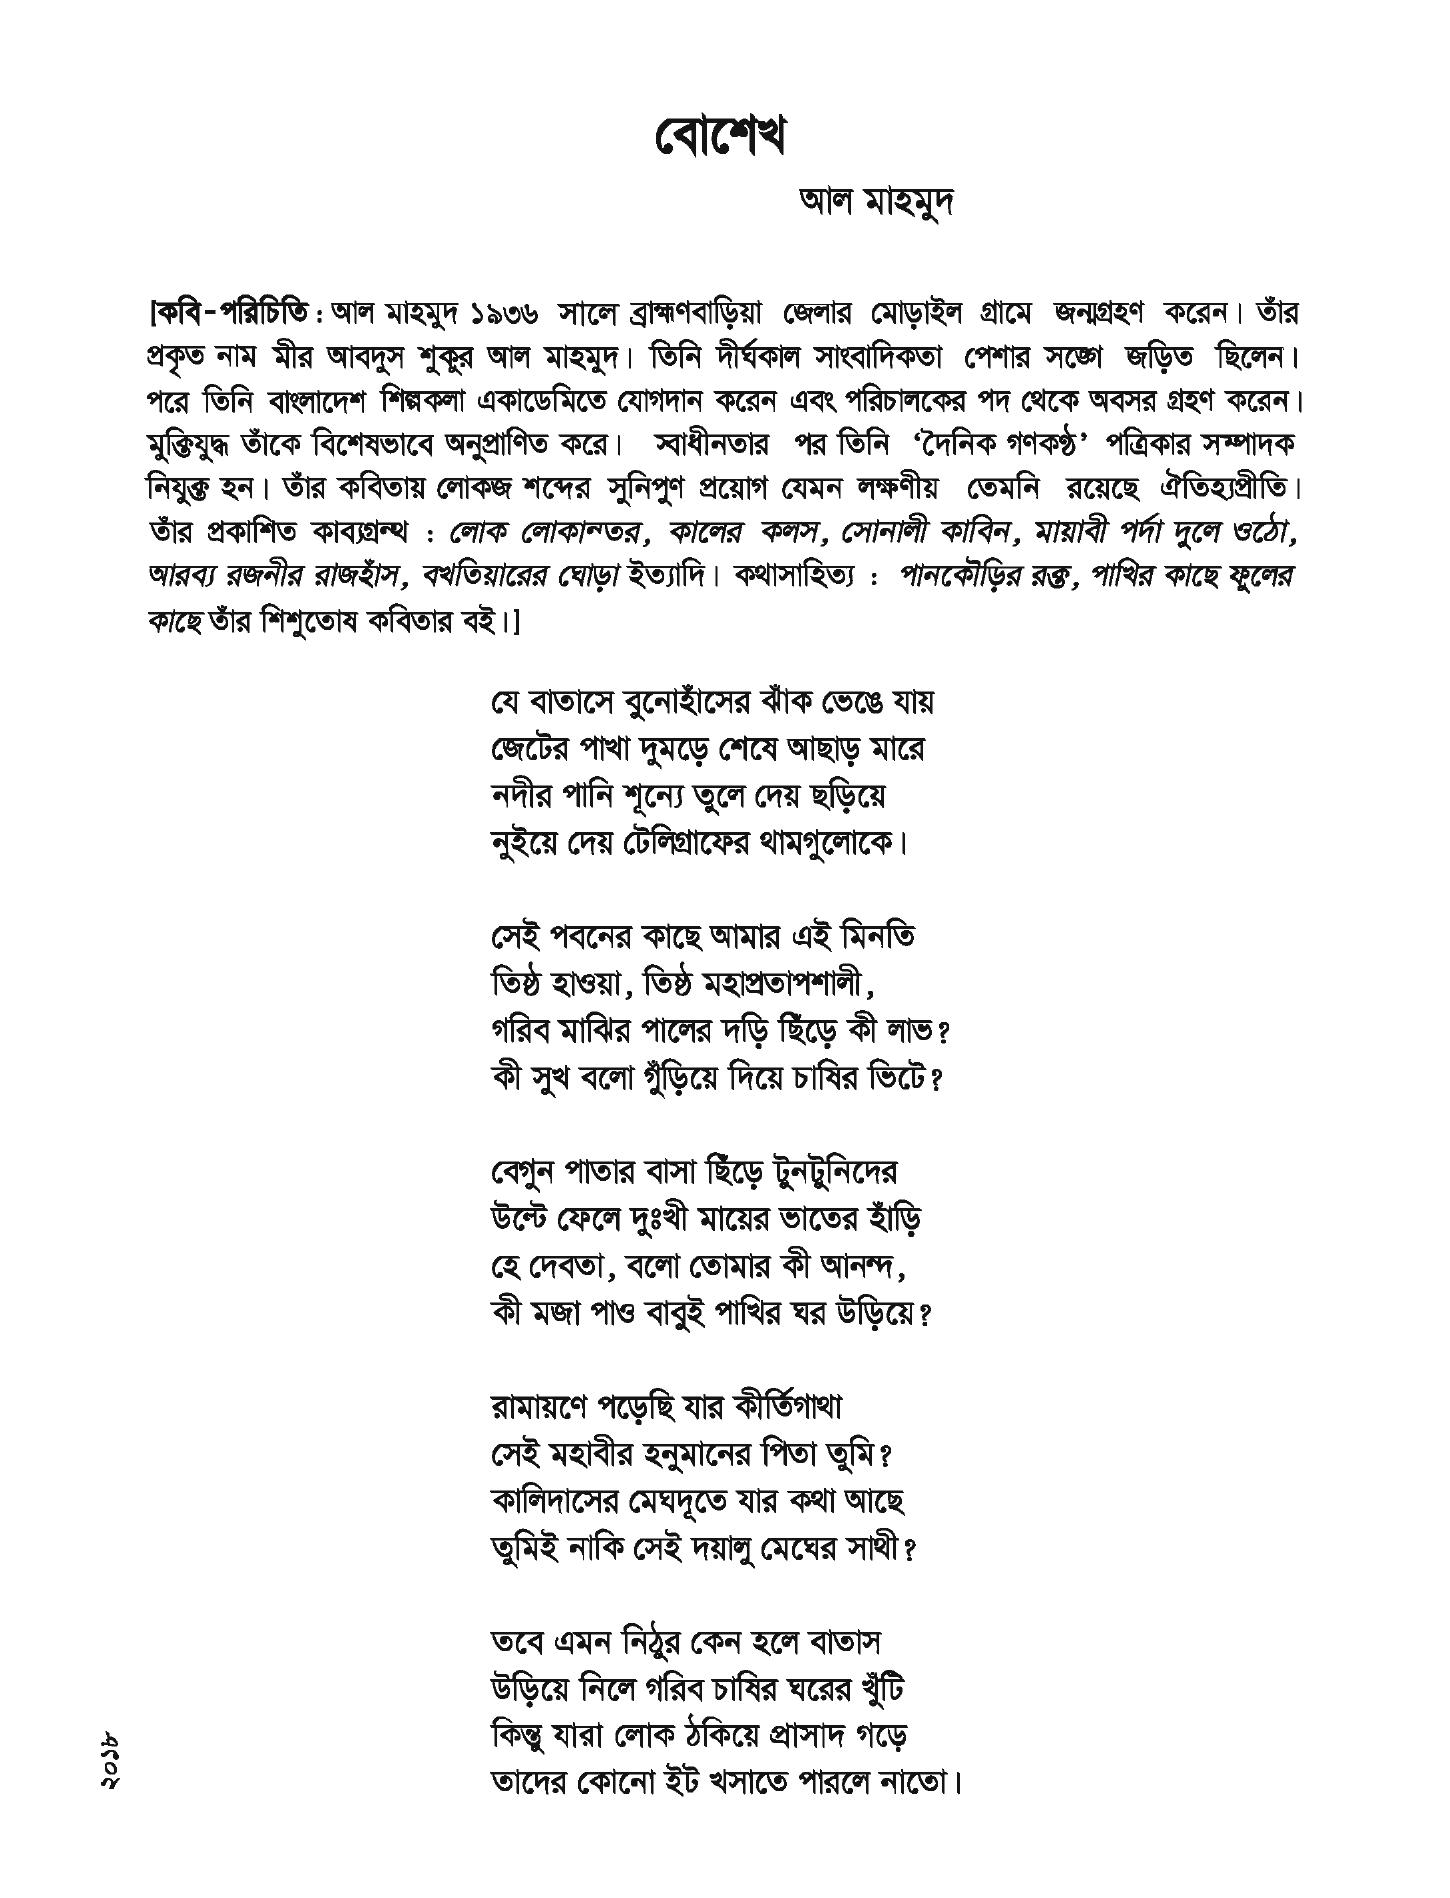 বোশেখ
আল মাহমুদ
[কবি-পরিচিতি : আল মাহমুদ ১৯৩৬ সালে ব্রাহ্মণবাড়িয়া জেলার মোড়াইল গ্রামে জন্মগ্রহণ করেন। তাঁর
প্রকৃত নাম মীর আবদুস শুকুর আল মাহমুদ। তিনি দীর্ঘকাল সাংবাদিকতা পেশার সঙ্গে জড়িত ছিলেন।
পরে তিনি বাংলাদেশ শিল্পকলা একাডেমিতে যোগদান করেন এবং পরিচালকের পদ থেকে অবসর গ্রহণ করেন।
মুক্তিযুদ্ধ তাঁকে বিশেষভাবে অনুপ্রাণিত করে। স্বাধীনতার পর তিনি ‘দৈনিক গণকণ্ঠ’ পত্রিকার সম্পাদক
নিযুক্ত হন। তাঁর কবিতায় লোকজ শব্দের সুনিপুণ প্রয়োগ যেমন লক্ষণীয় তেমনি রয়েছে ঐতিহ্যপ্রীতি।
তাঁর প্রকাশিত কাব্যগ্রন্থ : লোক লোকান্তর, কালের কলস, সোনালী কাবিন, মায়াবী পর্দা দুলে ওঠো,
আরব্য রজনীর রাজহাঁস, বখতিয়ারের ঘোড়া ইত্যাদি। কথাসাহিত্য : পানকৌড়ির রক্ত, পাখির কাছে ফুলের
কাছে তাঁর শিশুতোষ কবিতার বই।]
যে বাতাসে বুনোহাঁসের ঝাঁক ভেঙে যায়
জেটের পাখা দুমড়ে শেষে আছাড় মারে
নদীর পানি শূন্যে তুলে দেয় ছড়িয়ে
নুইয়ে দেয় টেলিগ্রাফের থামগুলোকে।
সেই পবনের কাছে আমার এই মিনতি
তিষ্ঠ হাওয়া, তিষ্ঠ মহাপ্রতাপশালী,
গরিব মাঝির পালের দড়ি ছিঁড়ে কী লাভ?
কী সুখ বলো গুঁড়িয়ে দিয়ে চাষির ভিটে?
বেগুন পাতার বাসা ছিঁড়ে টুনটুনিদের
উল্টে ফেলে দুঃখী মায়ের ভাতের হাঁড়ি
হে দেবতা, বলো তোমার কী আনন্দ,
কী মজা পাও বাবুই পাখির ঘর উড়িয়ে?
রামায়ণে পড়েছি যার কীর্তিগাথা
সেই মহাবীর হনুমানের পিতা তুমি?
কালিদাসের মেঘদূতে যার কথা আছে
তুমিই নাকি সেই দয়ালু মেঘের সাথী?
তবে এমন নিঠুর কেন হলে বাতাস
উড়িয়ে নিলে গরিব চাষির ঘরের খুঁটি
কিন্তু যারা লোক ঠকিয়ে প্রাসাদ গড়ে
তাদের কোনো ইট খসাতে পারলে নাতো।
২০১৮